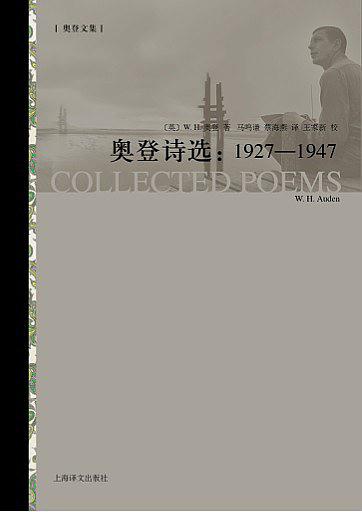 ｜奥登文集｜
〔英〕W. H. 奥登 著 马鸣谦 蔡海燕 译 王家新 校
奥登诗选：1927—1947
COLLECTED POEMS
W. H. Auden
上海译文出版社